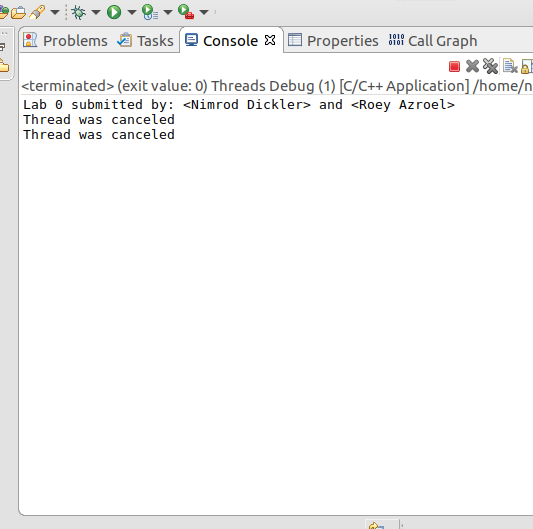 Problems Tasks Console Properties Call Graph
<terminated> (exit value: 0) Threads Debug (1) [C/C++ Application] /home/n
Lab 0 submitted by: <Nimrod Dickler> and <Roey Azroel>
Thread was canceled
Thread was canceled